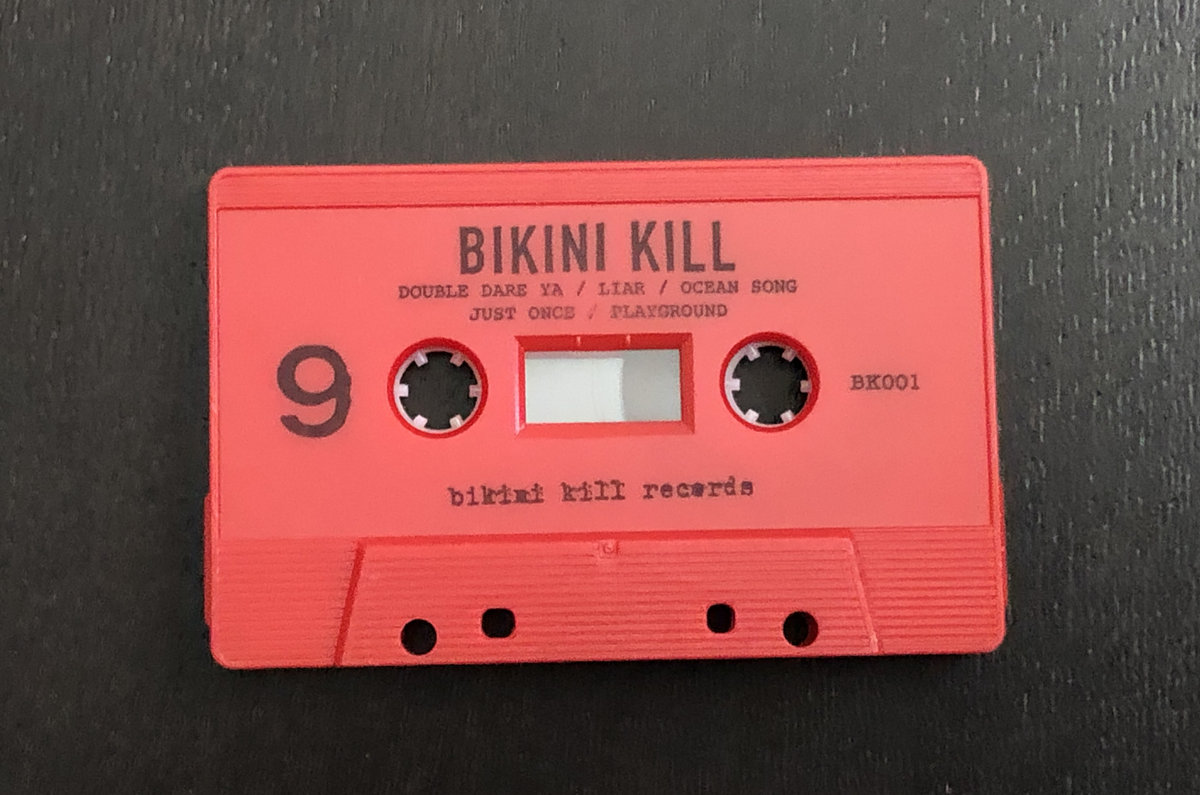 BIKINI KILL
DOUBLE DARE YA / LIAR / OCEAN SONG
JUST ONCE / PLAYGROUND
9
BK001
bikini kill records